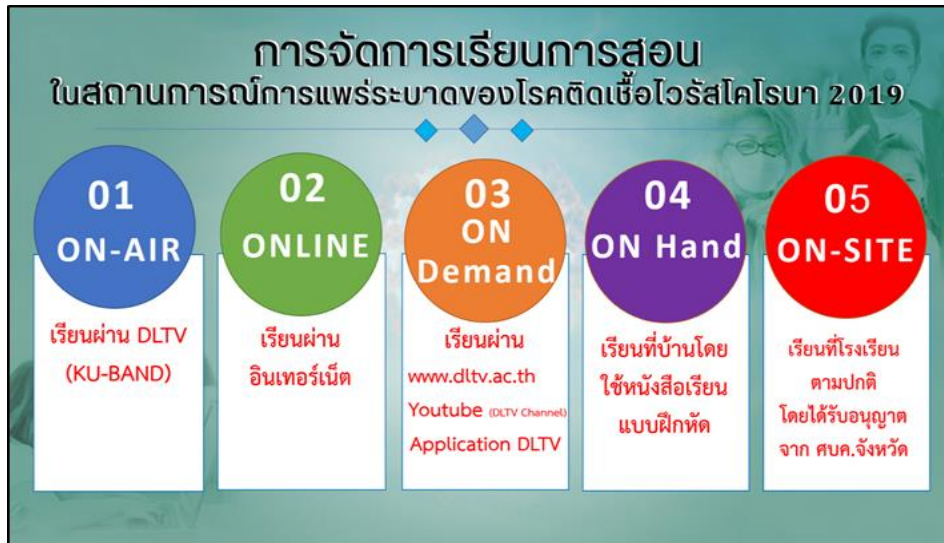 การจัดการเรียนการสอน
ในสถานการณ์การแพร่ระบาดของโรคติดเชื้อไวรัสโคโรนา 2019
01
ON-AIR
เรียนผ่าน DLTV
(KU-BAND)
02
ONLINE
เรียนผ่าน
อินเทอร์เน็ต
03
ON
Demand
เรียนผ่าน
www.dltv.ac.th
Youtube (DLTV Channel)
Application DLTV
04
ON Hand
เรียนที่บ้านโดย
ใช้หนังสือเรียน
แบบฝึกหัด
05
ON-SITE
เรียนที่โรงเรียน
ตามปกติ
โดยได้รับอนุญาต
จาก ศบค.จังหวัด